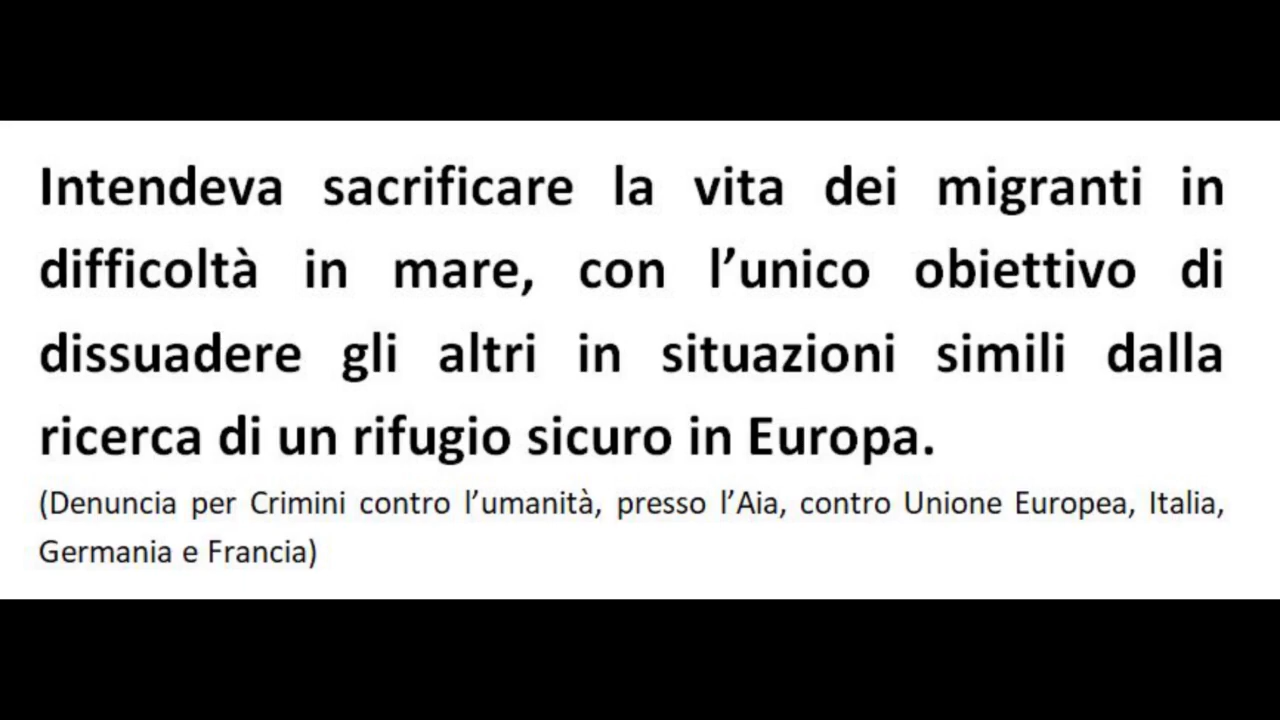 Intendeva sacrificare la vita dei migranti in
difficoltà in mare, con l’unico obiettivo di
dissuadere gli altri in situazioni simili dalla
ricerca di un rifugio sicuro in Europa.
(Denuncia per Crimini contro l’umanità, presso l’Aia, contro Unione Europea, Italia,
Germania e Francia)